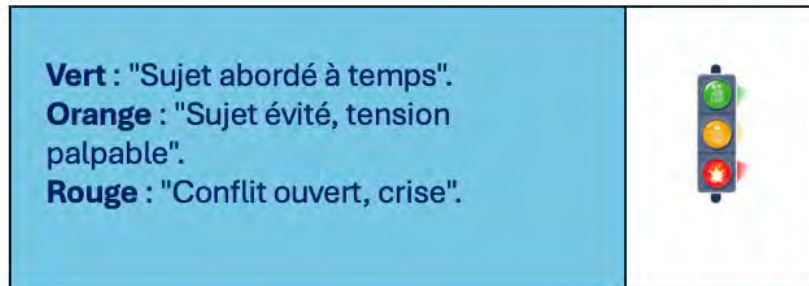 Vert : "Sujet abordé à temps".
Orange : "Sujet évité, tension
palpable".
Rouge : "Conflit ouvert, crise".